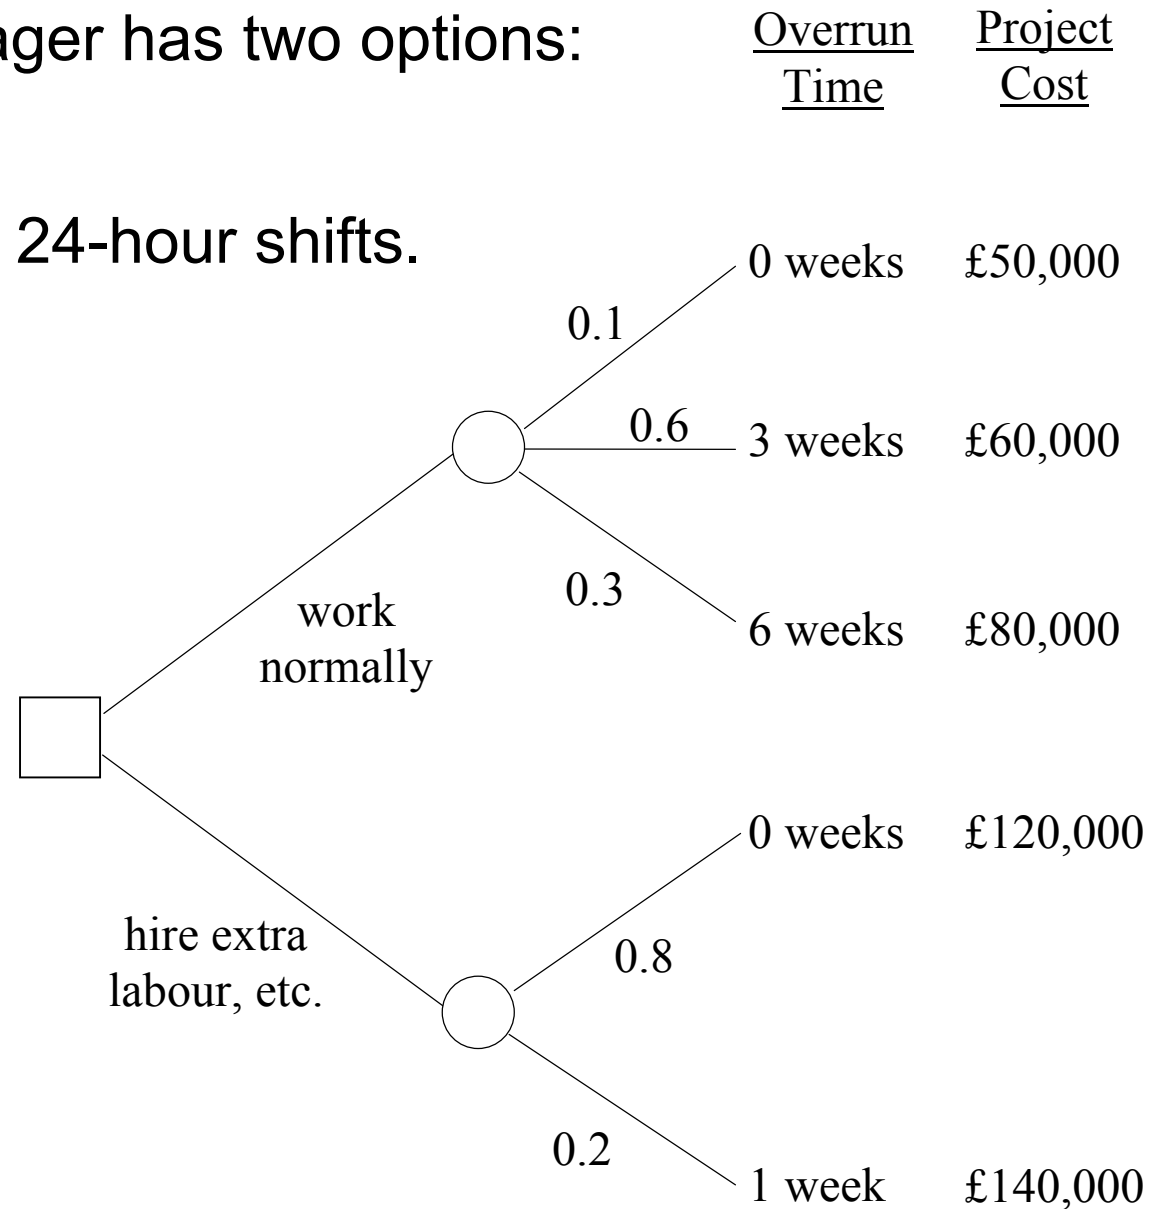 ager has two options:
Overrun Time
Project Cost
24-hour shifts.
0 weeks £50,000
0.1
0.6
3 weeks £60,000
0.3
6 weeks £80,000
work
normally
0 weeks £120,000
hire extra
labour, etc.
0.8
0.2
1 week £140,000